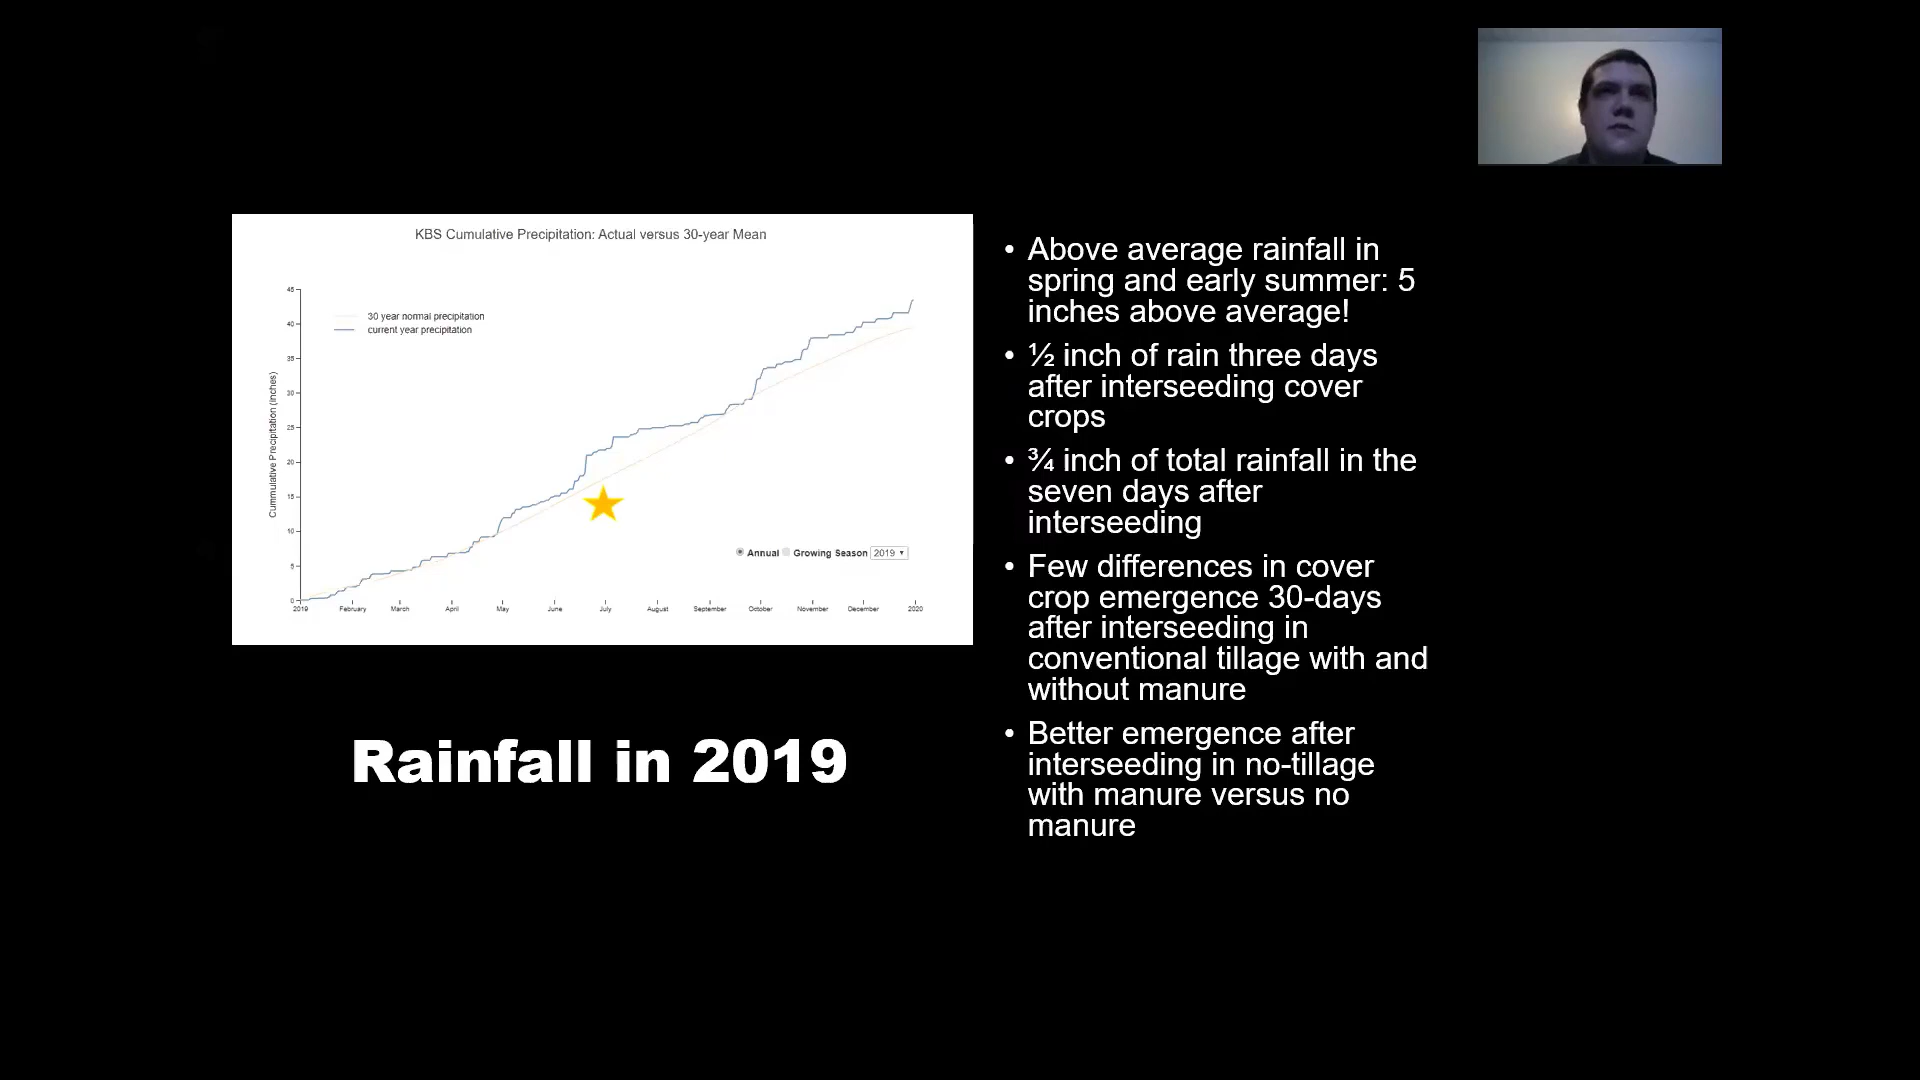 KBS Cumulative Precipitation: Actual versus 30-year Mean
45
40
35
30
25
20
15
10
5
0
Cummulative Precipitation (inches)
30 year normal precipitation
current year precipitation
Annual Growing Season 2019
2019 February March April May June July August September October November December 2020
Rainfall in 2019
• Above average rainfall in
spring and early summer: 5
inches above average!
• ½ inch of rain three days
after interseeding cover
crops
• ¾ inch of total rainfall in the
seven days after
interseeding
• Few differences in cover
crop emergence 30-days
after interseeding in
conventional tillage with and
without manure
• Better emergence after
interseeding in no-tillage
with manure versus no
manure